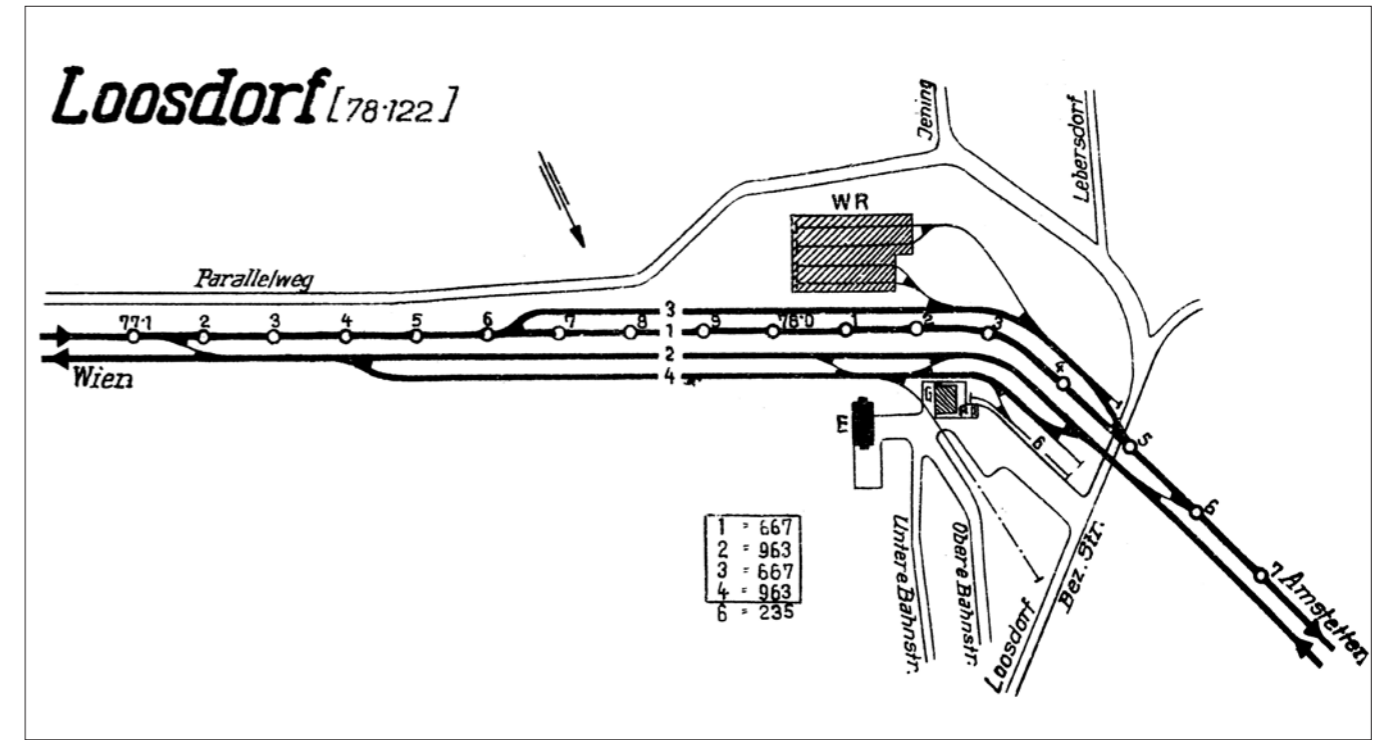 Loosdorf [78·122]
Jening
Lebersdorf
WR
Parallelweg
77·1 2 3 4 5 6 7 8 9 78·0 1 2 3 4 5 6 7
3
1
2
4
Wien
E
G
6
1 = 667
2 = 963
3 = 667
4 = 963
6 = 235
Untere Bahnstr.
Obere Bahnstr.
Loosdorf
Bez. Str.
Amstetten